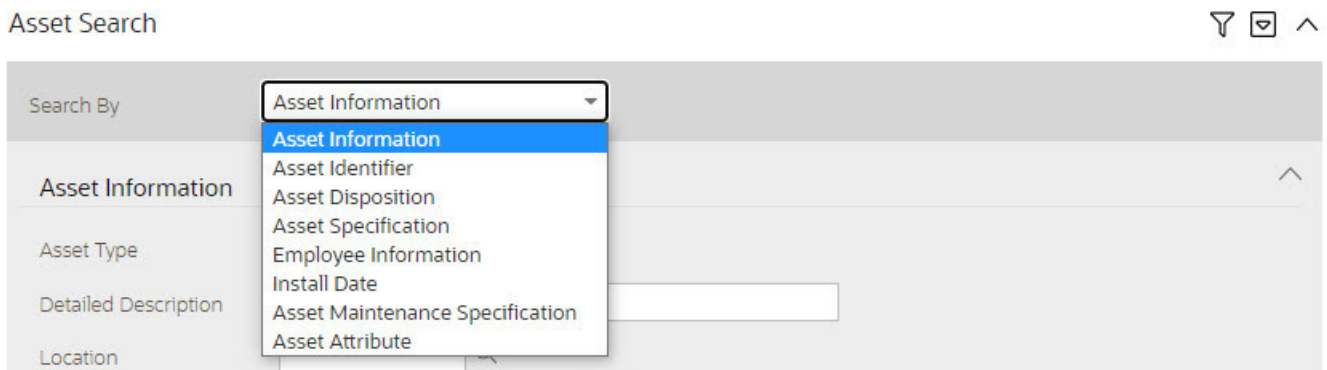 Asset Search
Search By
Asset Information
Asset Information
Asset Identifier
Asset Disposition
Asset Specification
Employee Information
Install Date
Asset Maintenance Specification
Asset Attribute
Asset Information
Asset Type
Detailed Description
Location